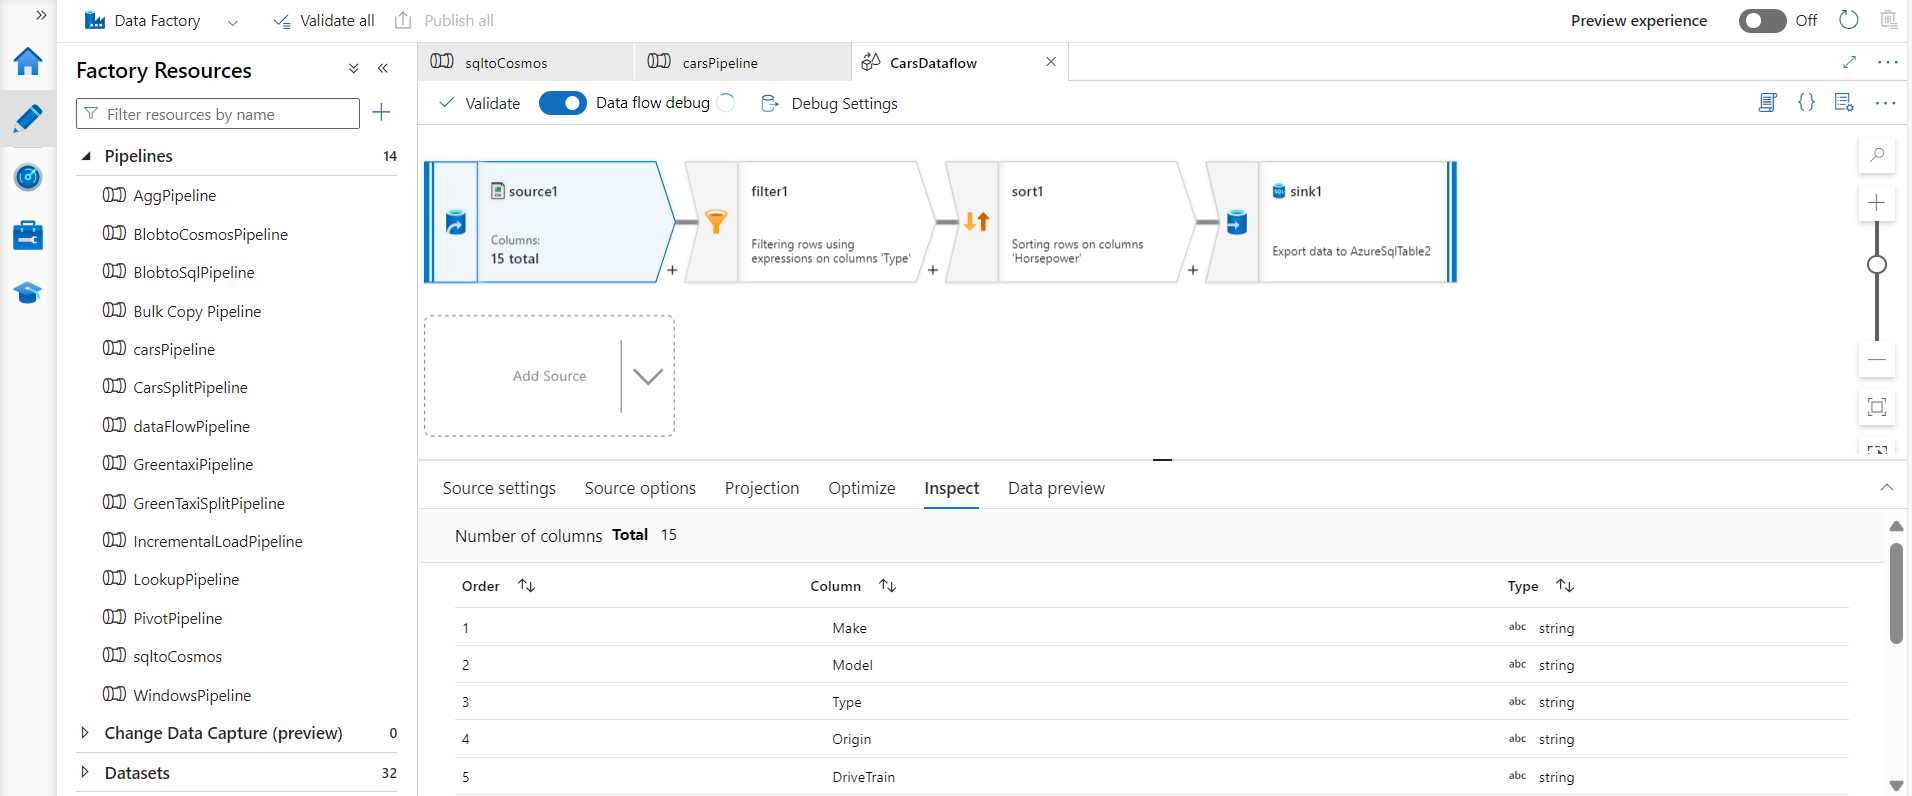 Data Factory
Validate all
Publish all
Preview experience
Off
Factory Resources
Filter resources by name
Pipelines 14
AggPipeline
BlobtoCosmosPipeline
BlobtoSqlPipeline
Bulk Copy Pipeline
carsPipeline
CarsSplitPipeline
dataFlowPipeline
GreentaxiPipeline
GreenTaxiSplitPipeline
IncrementalLoadPipeline
LookupPipeline
PivotPipeline
sqltoCosmos
WindowsPipeline
Change Data Capture (preview) 0
Datasets 32
sqltoCosmos
carsPipeline
CarsDataflow
Validate
Data flow debug
Debug Settings
source1
Columns:
15 total
filter1
Filtering rows using
expressions on columns 'Type'
sort1
Sorting rows on columns
'Horsepower'
SQL
sink1
Export data to AzureSqlTable2
Add Source
Source settings
Source options
Projection
Optimize
Inspect
Data preview
Number of columns Total 15
Order Column Type
1 Make abc string
2 Model abc string
3 Type abc string
4 Origin abc string
5 DriveTrain abc string